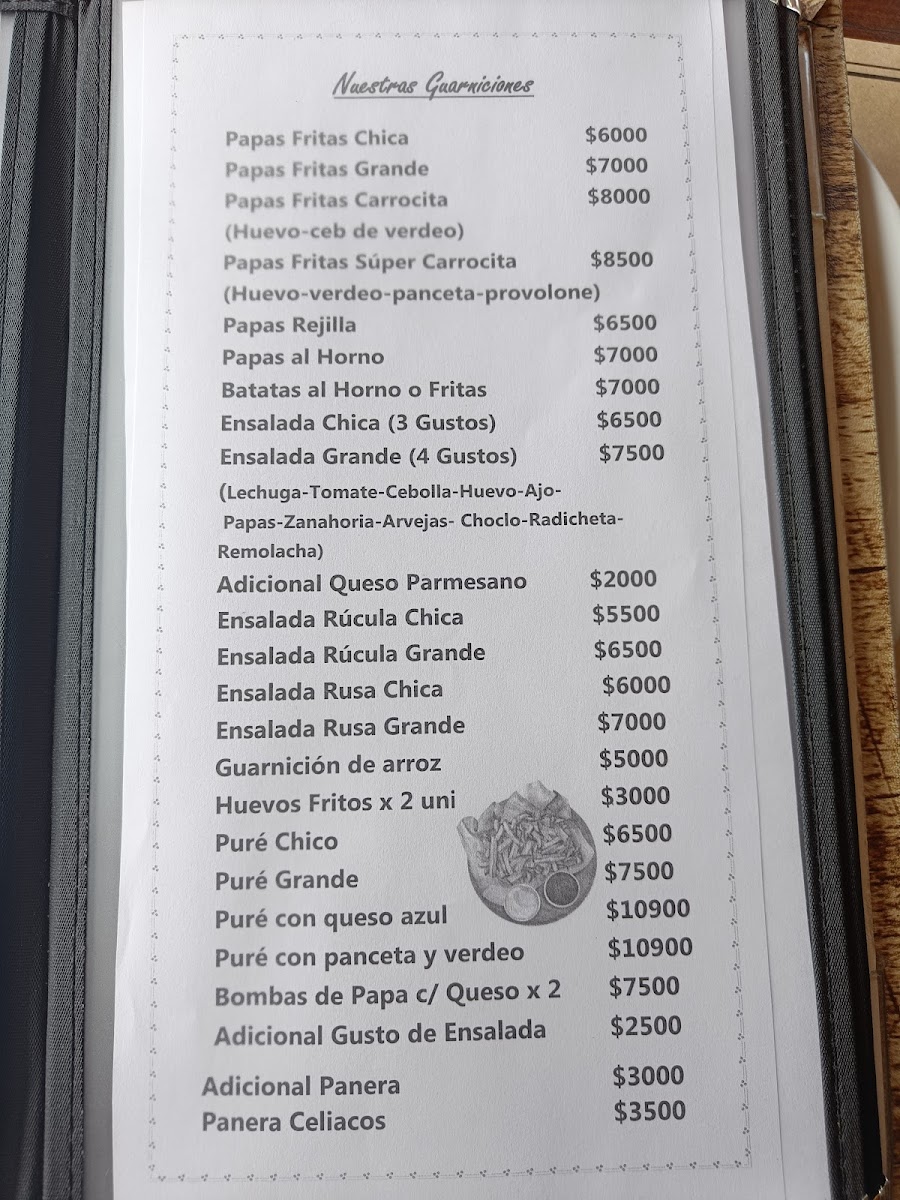 Nuestras Guarniciones
Papas Fritas Chica $6000
Papas Fritas Grande $7000
Papas Fritas Carrocita $8000
(Huevo-ceb de verdeo)
Papas Fritas Súper Carrocita $8500
(Huevo-verdeo-panceta-provolone)
Papas Rejilla $6500
Papas al Horno $7000
Batatas al Horno o Fritas $7000
Ensalada Chica (3 Gustos) $6500
Ensalada Grande (4 Gustos) $7500
(Lechuga-Tomate-Cebolla-Huevo-Ajo-
Papas-Zanahoria-Arvejas- Choclo-Radicheta-
Remolacha)
Adicional Queso Parmesano $2000
Ensalada Rúcula Chica $5500
Ensalada Rúcula Grande $6500
Ensalada Rusa Chica $6000
Ensalada Rusa Grande $7000
Guarnición de arroz $5000
Huevos Fritos x 2 uni $3000
Puré Chico $6500
Puré Grande $7500
Puré con queso azul $10900
Puré con panceta y verdeo $10900
Bombas de Papa c/ Queso x 2 $7500
Adicional Gusto de Ensalada $2500
Adicional Panera $3000
Panera Celiacos $3500